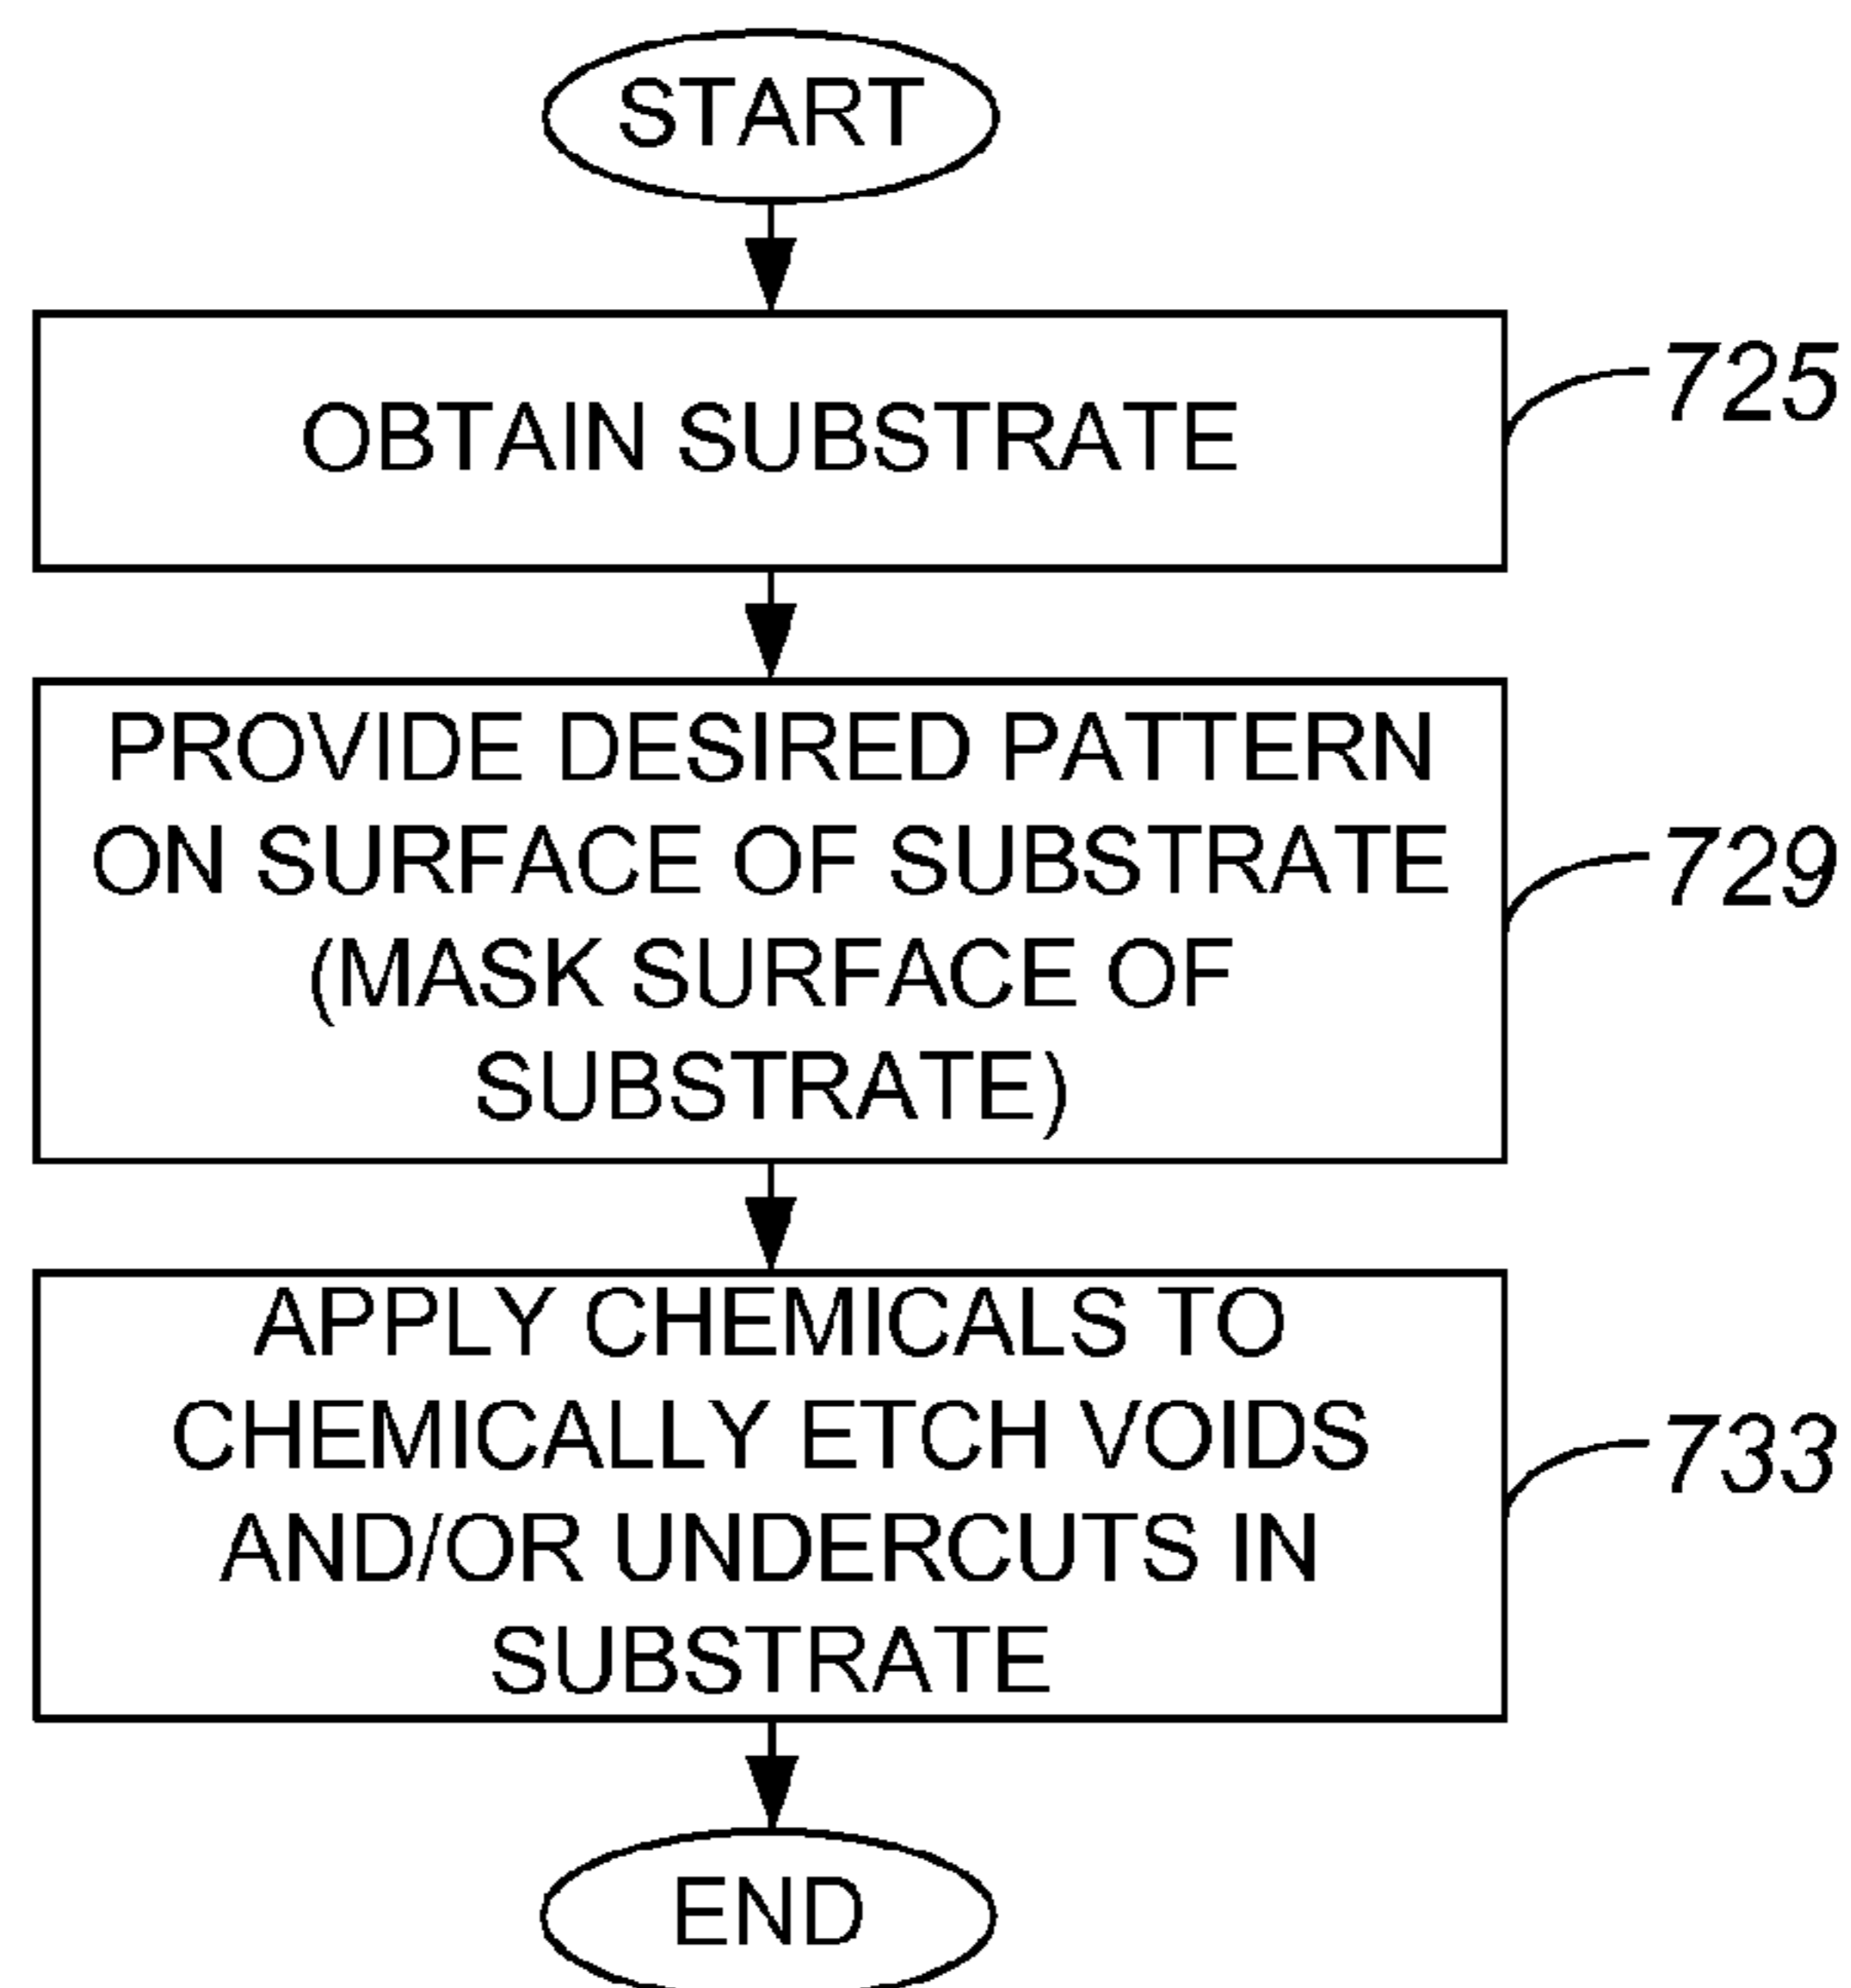 START
OBTAIN SUBSTRATE
725
PROVIDE DESIRED PATTERN
ON SURFACE OF SUBSTRATE
(MASK SURFACE OF
SUBSTRATE)
729
APPLY CHEMICALS TO
CHEMICALLY ETCH VOIDS
AND/OR UNDERCUTS IN
SUBSTRATE
733
END